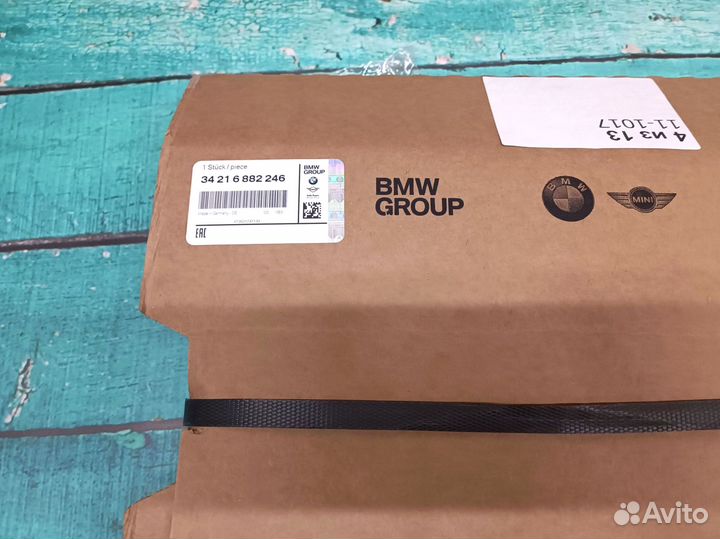 4 из 13
11-1017
1 Stück / piece
34 21 6 882 246
BMW
GROUP
EAC
BMW
GROUP
BMW
MINI
Avito